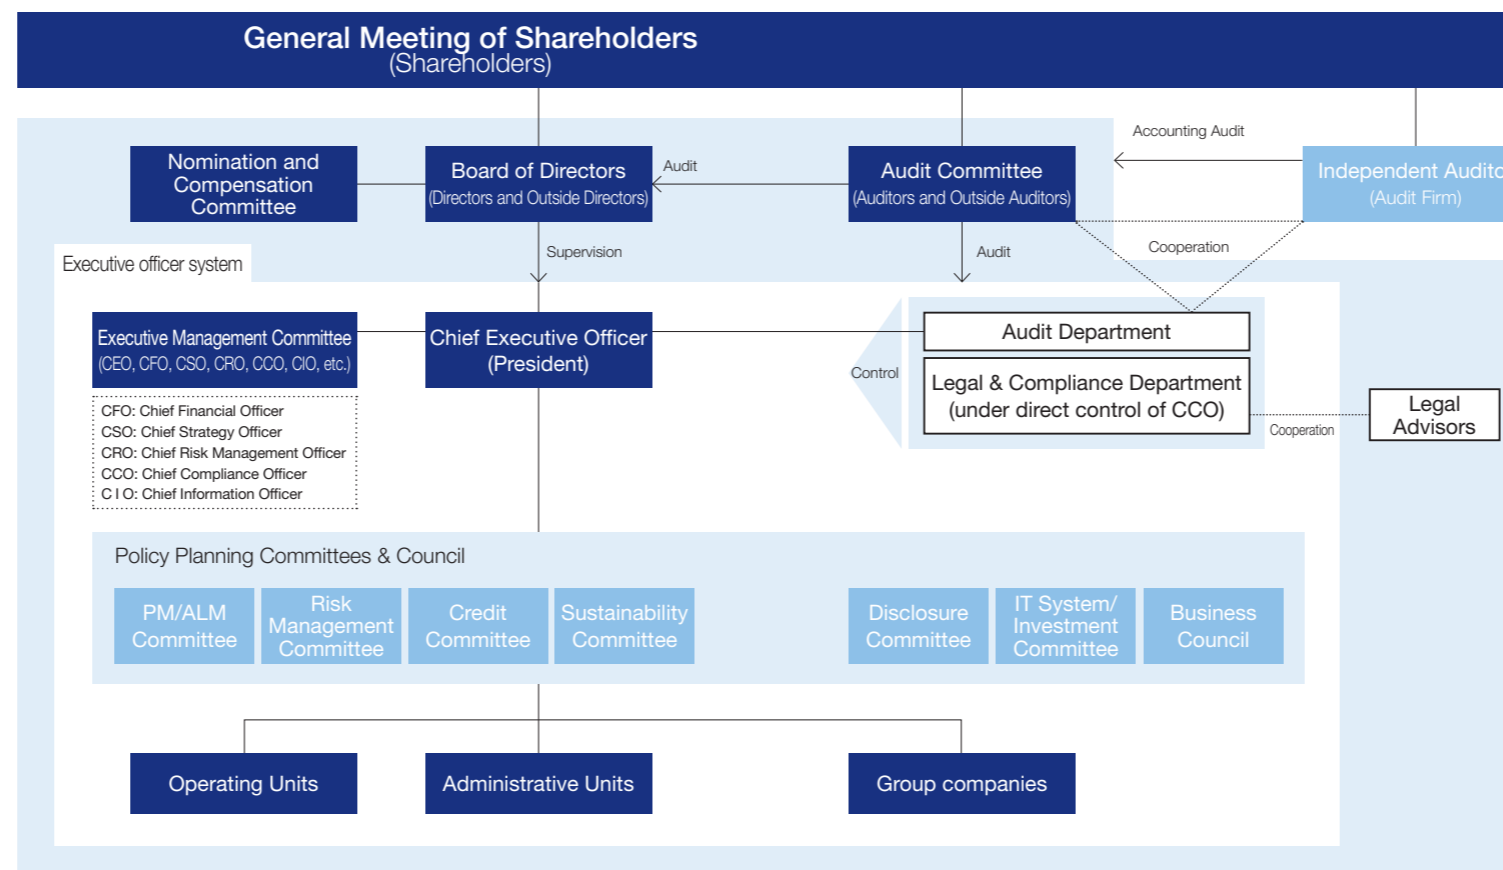 General Meeting of Shareholders
(Shareholders)
Accounting Audit
Nomination and
Compensation
Committee
Board of Directors
(Directors and Outside Directors)
Audit
Audit Committee
(Auditors and Outside Auditors)
Independent Audito
(Audit Firm)
Supervision
Audit
Cooperation
Executive officer system
Executive Management Committee
(CEO, CFO, CSO, CRO, CCO, CIO, etc.)
Chief Executive Officer
(President)
Control
Audit Department
Legal & Compliance Department
(under direct control of CCO)
Cooperation
Legal
Advisors
CFO: Chief Financial Officer
CSO: Chief Strategy Officer
CRO: Chief Risk Management Officer
CCO: Chief Compliance Officer
C I O: Chief Information Officer
Policy Planning Committees & Council
PM/ALM
Committee
Risk
Management
Committee
Credit
Committee
Sustainability
Committee
Disclosure
Committee
IT System/
Investment
Committee
Business
Council
Operating Units
Administrative Units
Group companies